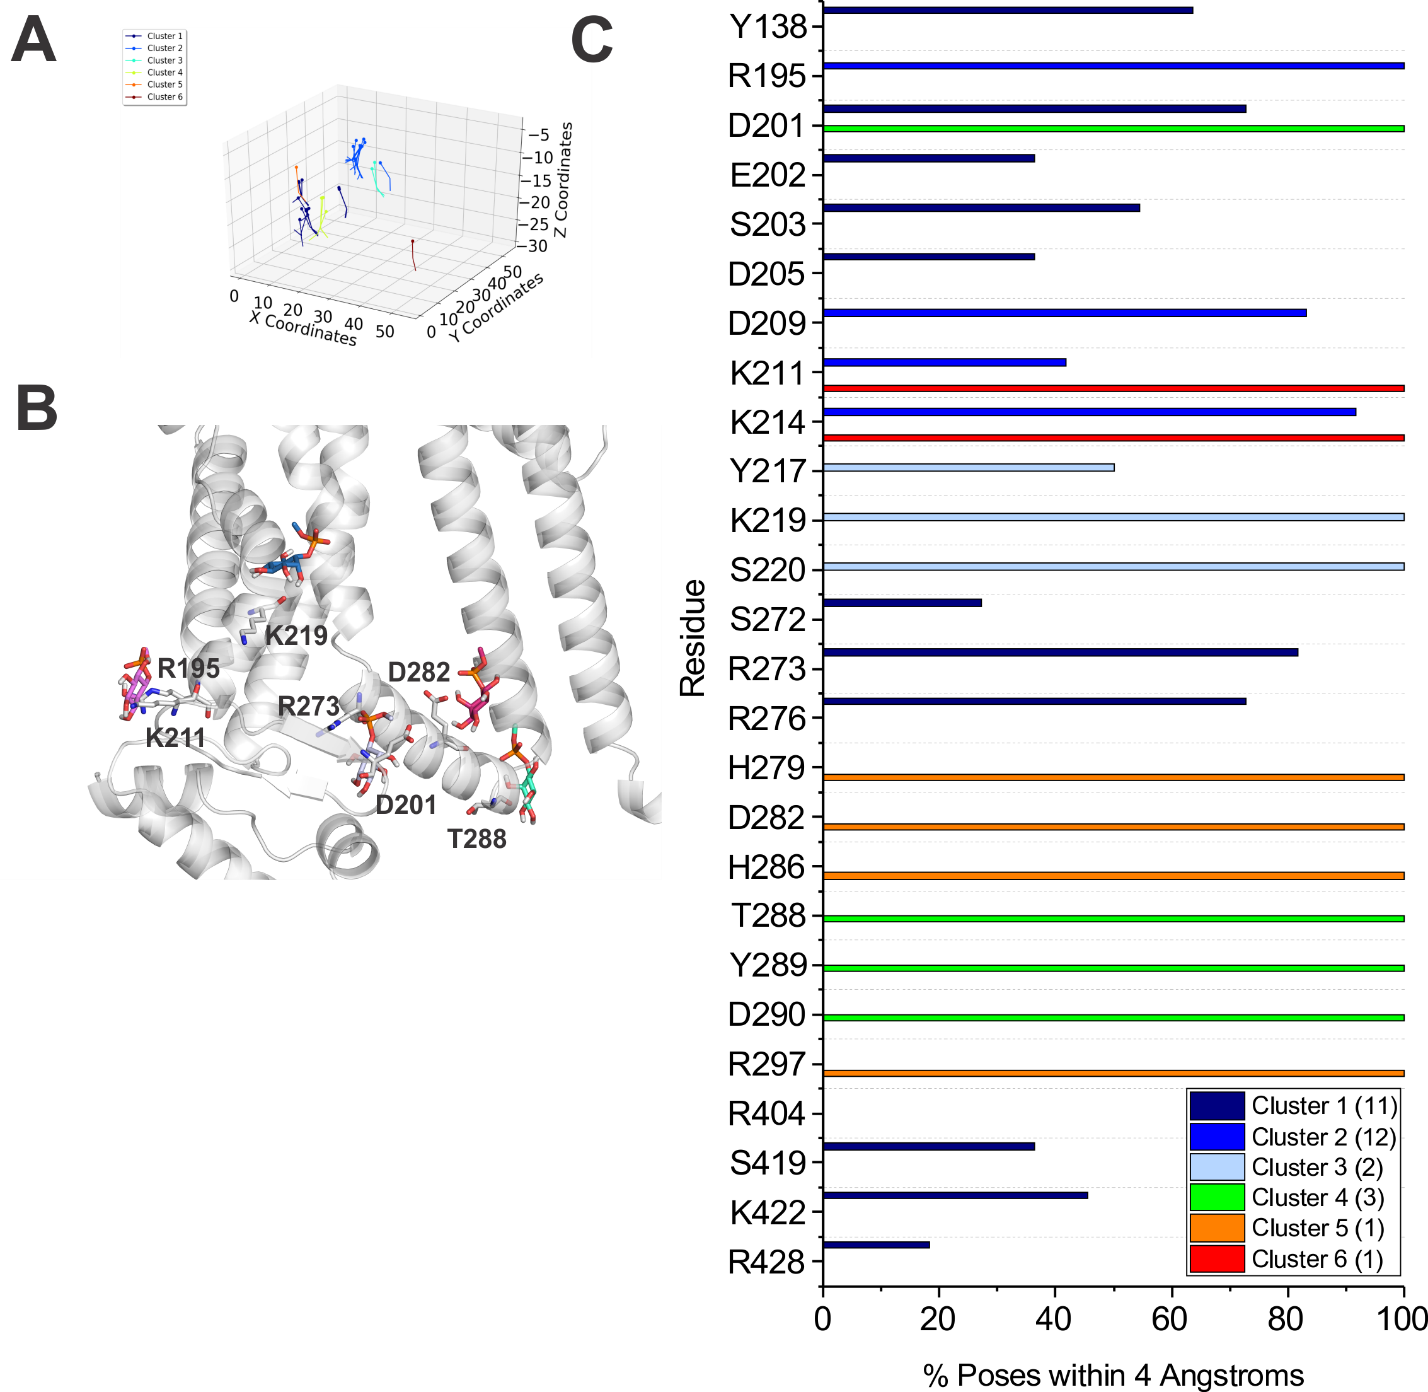 A
Cluster 1
Cluster 2
Cluster 3
Cluster 4
Cluster 5
Cluster 6
−5
−10
−15
−20
−25
−30
Z Coordinates
0
10
20
30
40
50
X Coordinates
0
10
20
30
40
50
Y Coordinates
B
K219
R195
D282
R273
K211
D201
T288
C
Residue
Y138
R195
D201
E202
S203
D205
D209
K211
K214
Y217
K219
S220
S272
R273
R276
H279
D282
H286
T288
Y289
D290
R297
R404
S419
K422
R428
Cluster 1 (11)
Cluster 2 (12)
Cluster 3 (2)
Cluster 4 (3)
Cluster 5 (1)
Cluster 6 (1)
0 20 40 60 80 100
% Poses within 4 Angstroms